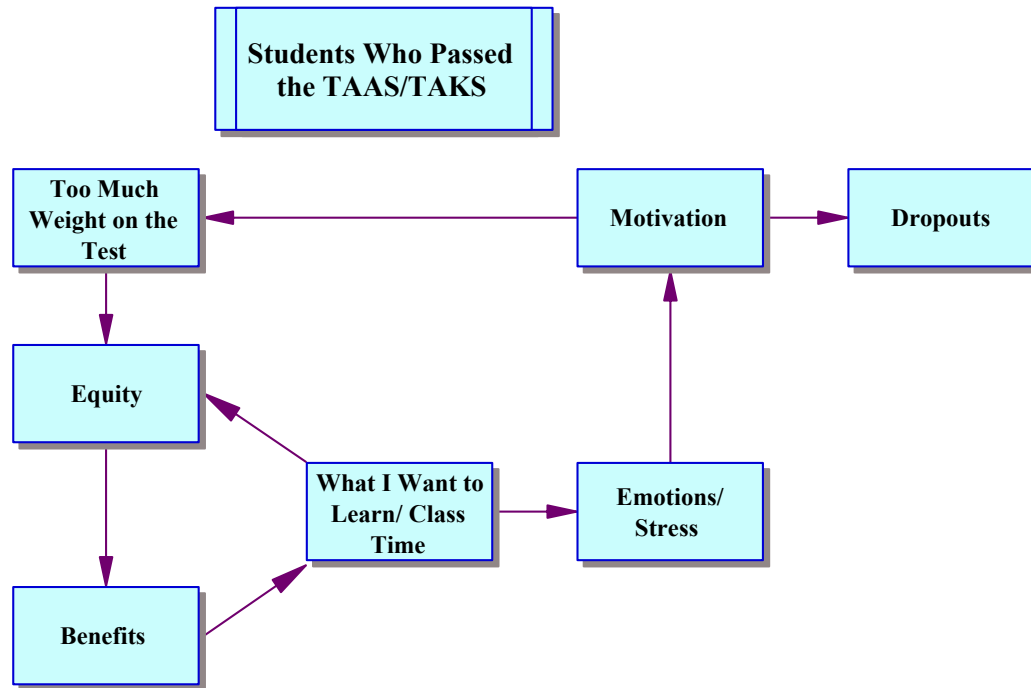 Students Who Passed
the TAAS/TAKS
Too Much
Weight on the
Test
Motivation
Dropouts
Equity
What I Want to
Learn/ Class
Time
Emotions/
Stress
Benefits